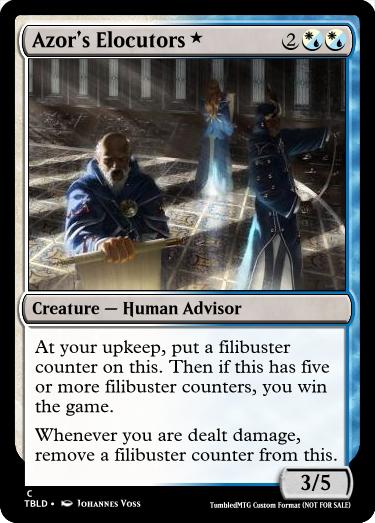 Azor's Elocutors ★ 2
Creature — Human Advisor
At your upkeep, put a filibuster
counter on this. Then if this has five
or more filibuster counters, you win
the game.
Whenever you are dealt damage,
remove a filibuster counter from this.
3/5
C
TBLD • Johannes Voss
TumbledMTG Custom Format (NOT FOR SALE)